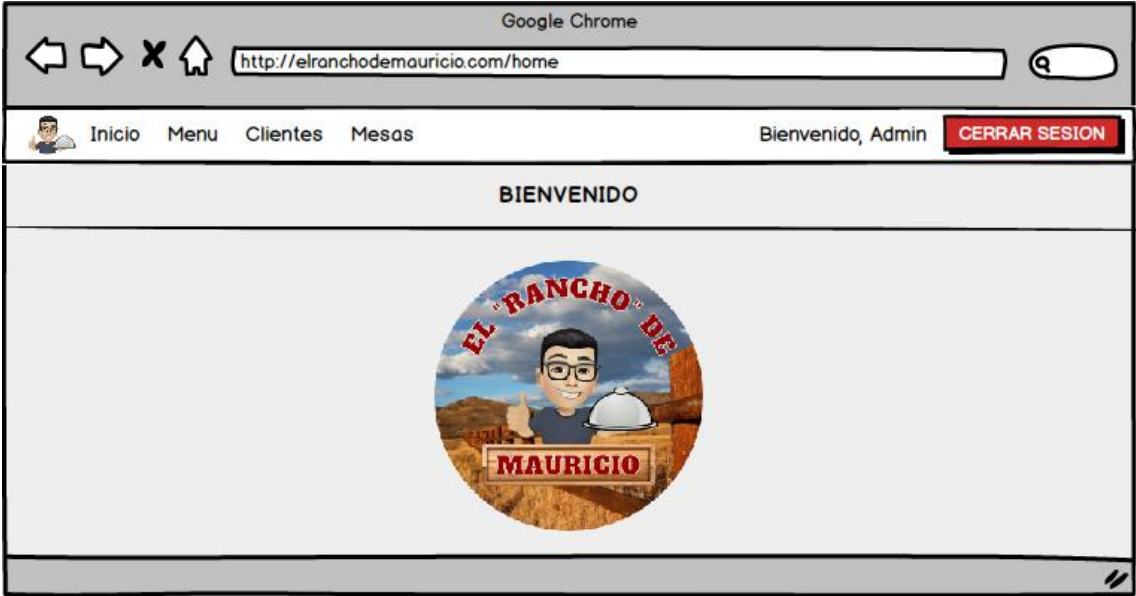 Google Chrome
http://elranchodemauricio.com/home
Inicio Menu Clientes Mesas Bienvenido, Admin CERRAR SESION
BIENVENIDO
EL "RANCHO" DE
MAURICIO